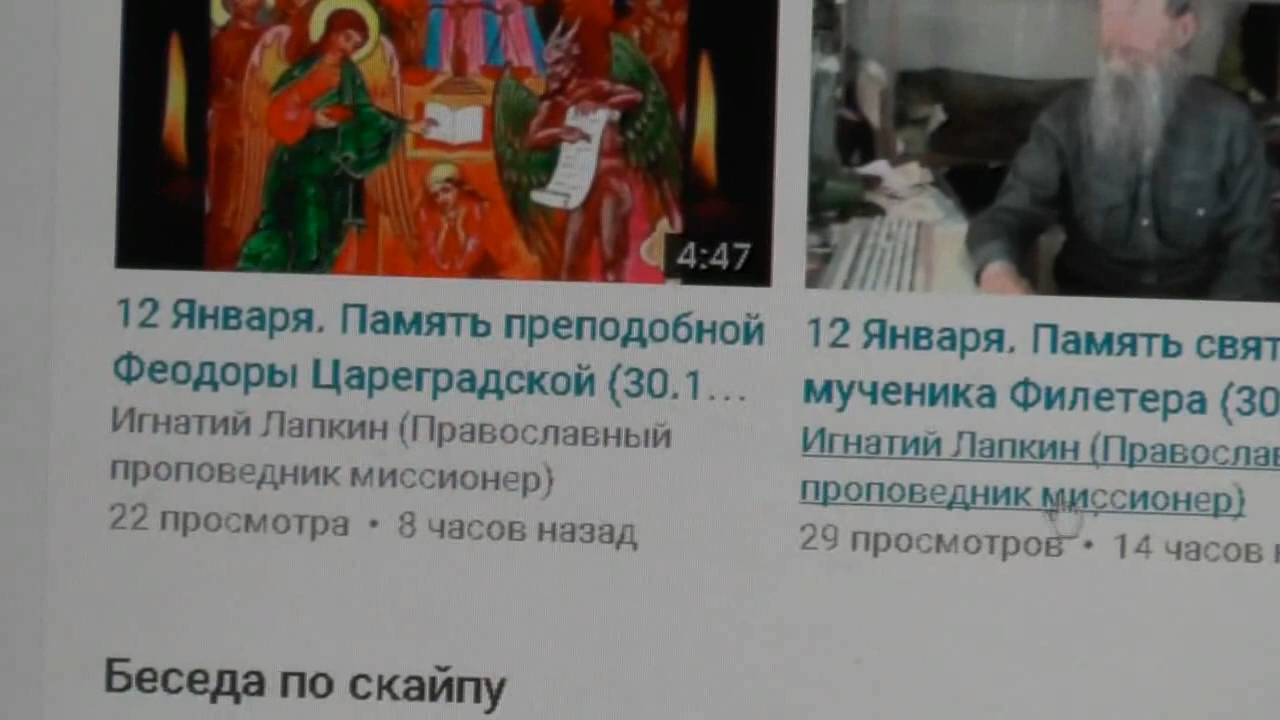 4:47
12 Января. Память преподобной
Феодоры Цареградской (30.1...
Игнатий Лапкин (Православный
проповедник миссионер)
22 просмотра • 8 часов назад
12 Января. Память свят
мученика Филетера (30
Игнатий Лапкин (Правосла
проповедник миссионер)
29 просмотров • 14 часов
Беседа по скайпу